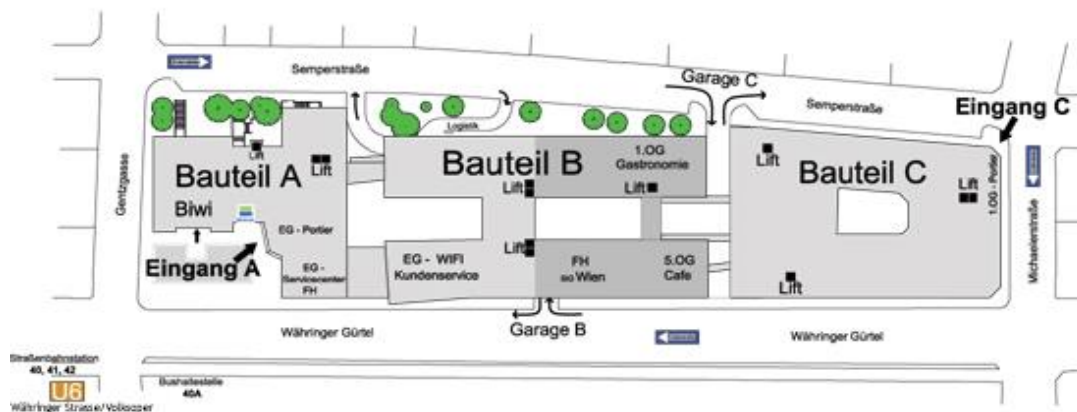 Semperstraße
Garage C
Semperstraße
Eingang C
Logistik
Gentzgasse
Lift
Bauteil A
Lift
Biwi
EG - Portier
Eingang A
EG -
Servicecenter
FH
Bauteil B
1.OG
Gastronomie
Lift
Lift
Lift
EG - WIFI
Kundenservice
FH
Wien
5.OG
Cafe
Lift
Bauteil C
Lift
1.OG - Portier
Lift
Michaelerstraße
Garage B
Währinger Gürtel
Währinger Gürtel
Straßenbahnstation
40, 41, 42
U6
Währinger Strasse/Volksoper
Bushaltestelle
40A